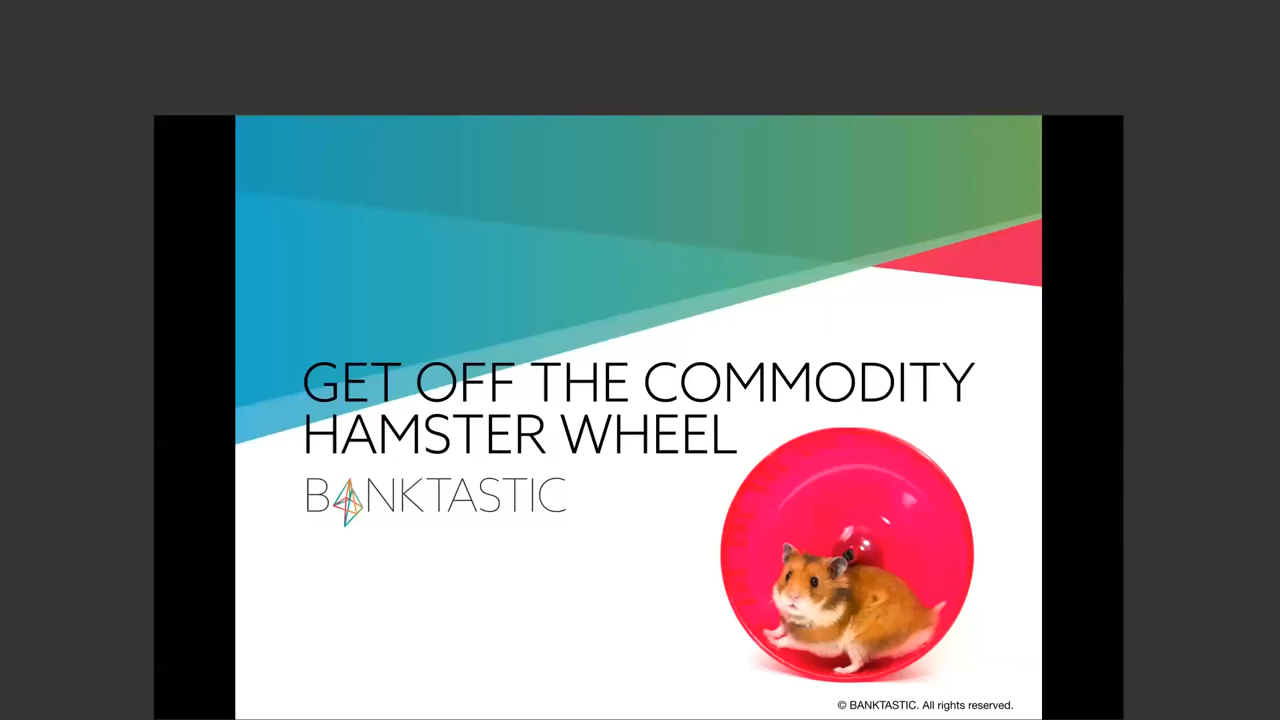 GET OFF THE COMMODITY
HAMSTER WHEEL
BANKTASTIC
© BANKTASTIC. All rights reserved.